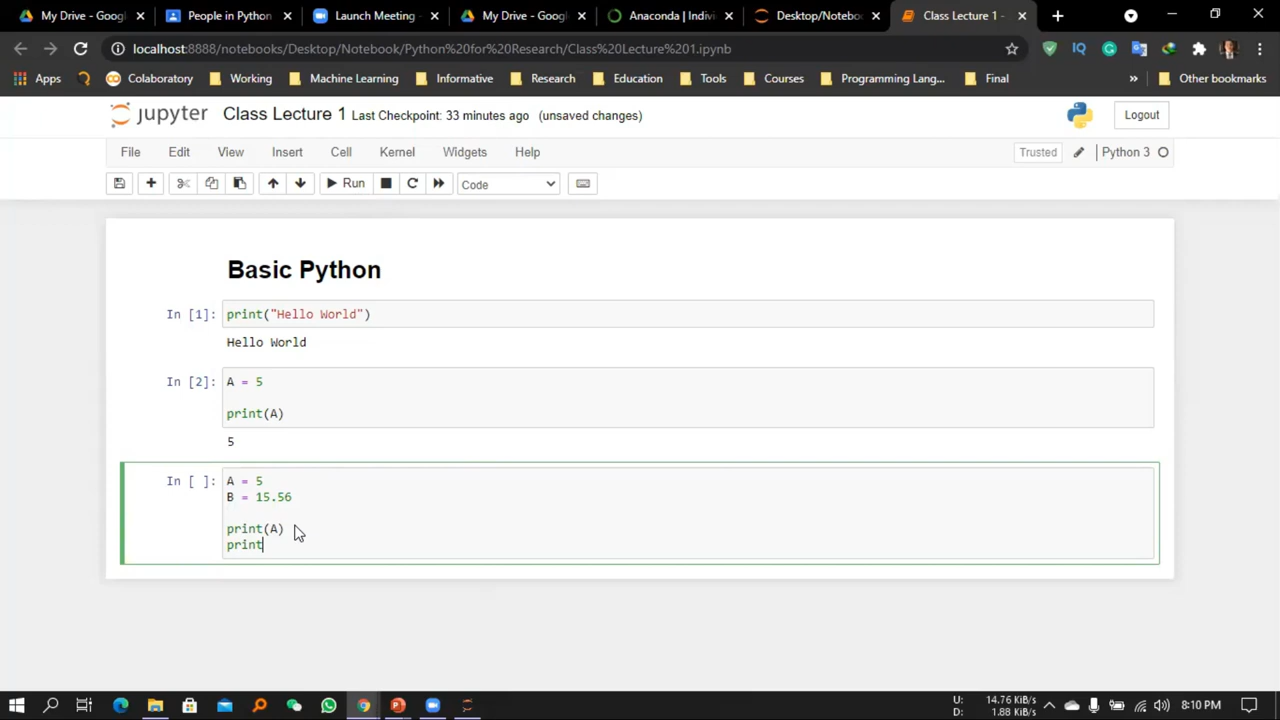 My Drive - Goog
People in Python
Launch Meeting -
My Drive - Goog
Anaconda | Indivi
Desktop/Notebo
Class Lecture 1 -
localhost:8888/notebooks/Desktop/Notebook/Python%20for%20Research/Class%20Lecture%201.ipynb
Apps
Colaboratory
Working
Machine Learning
Informative
Research
Education
Tools
Courses
Programming Lang...
Final
»
Other bookmarks
jupyter Class Lecture 1 Last Checkpoint: 33 minutes ago (unsaved changes)
Logout
File Edit View Insert Cell Kernel Widgets Help
Trusted
Python 3
Run
Code
Basic Python
In [1]: print("Hello World")
Hello World
In [2]: A = 5
print(A)
5
In [ ]: A = 5
B = 15.56
print(A)
print
U: 14.76 KiB/s
D: 1.88 KiB/s
8:10 PM